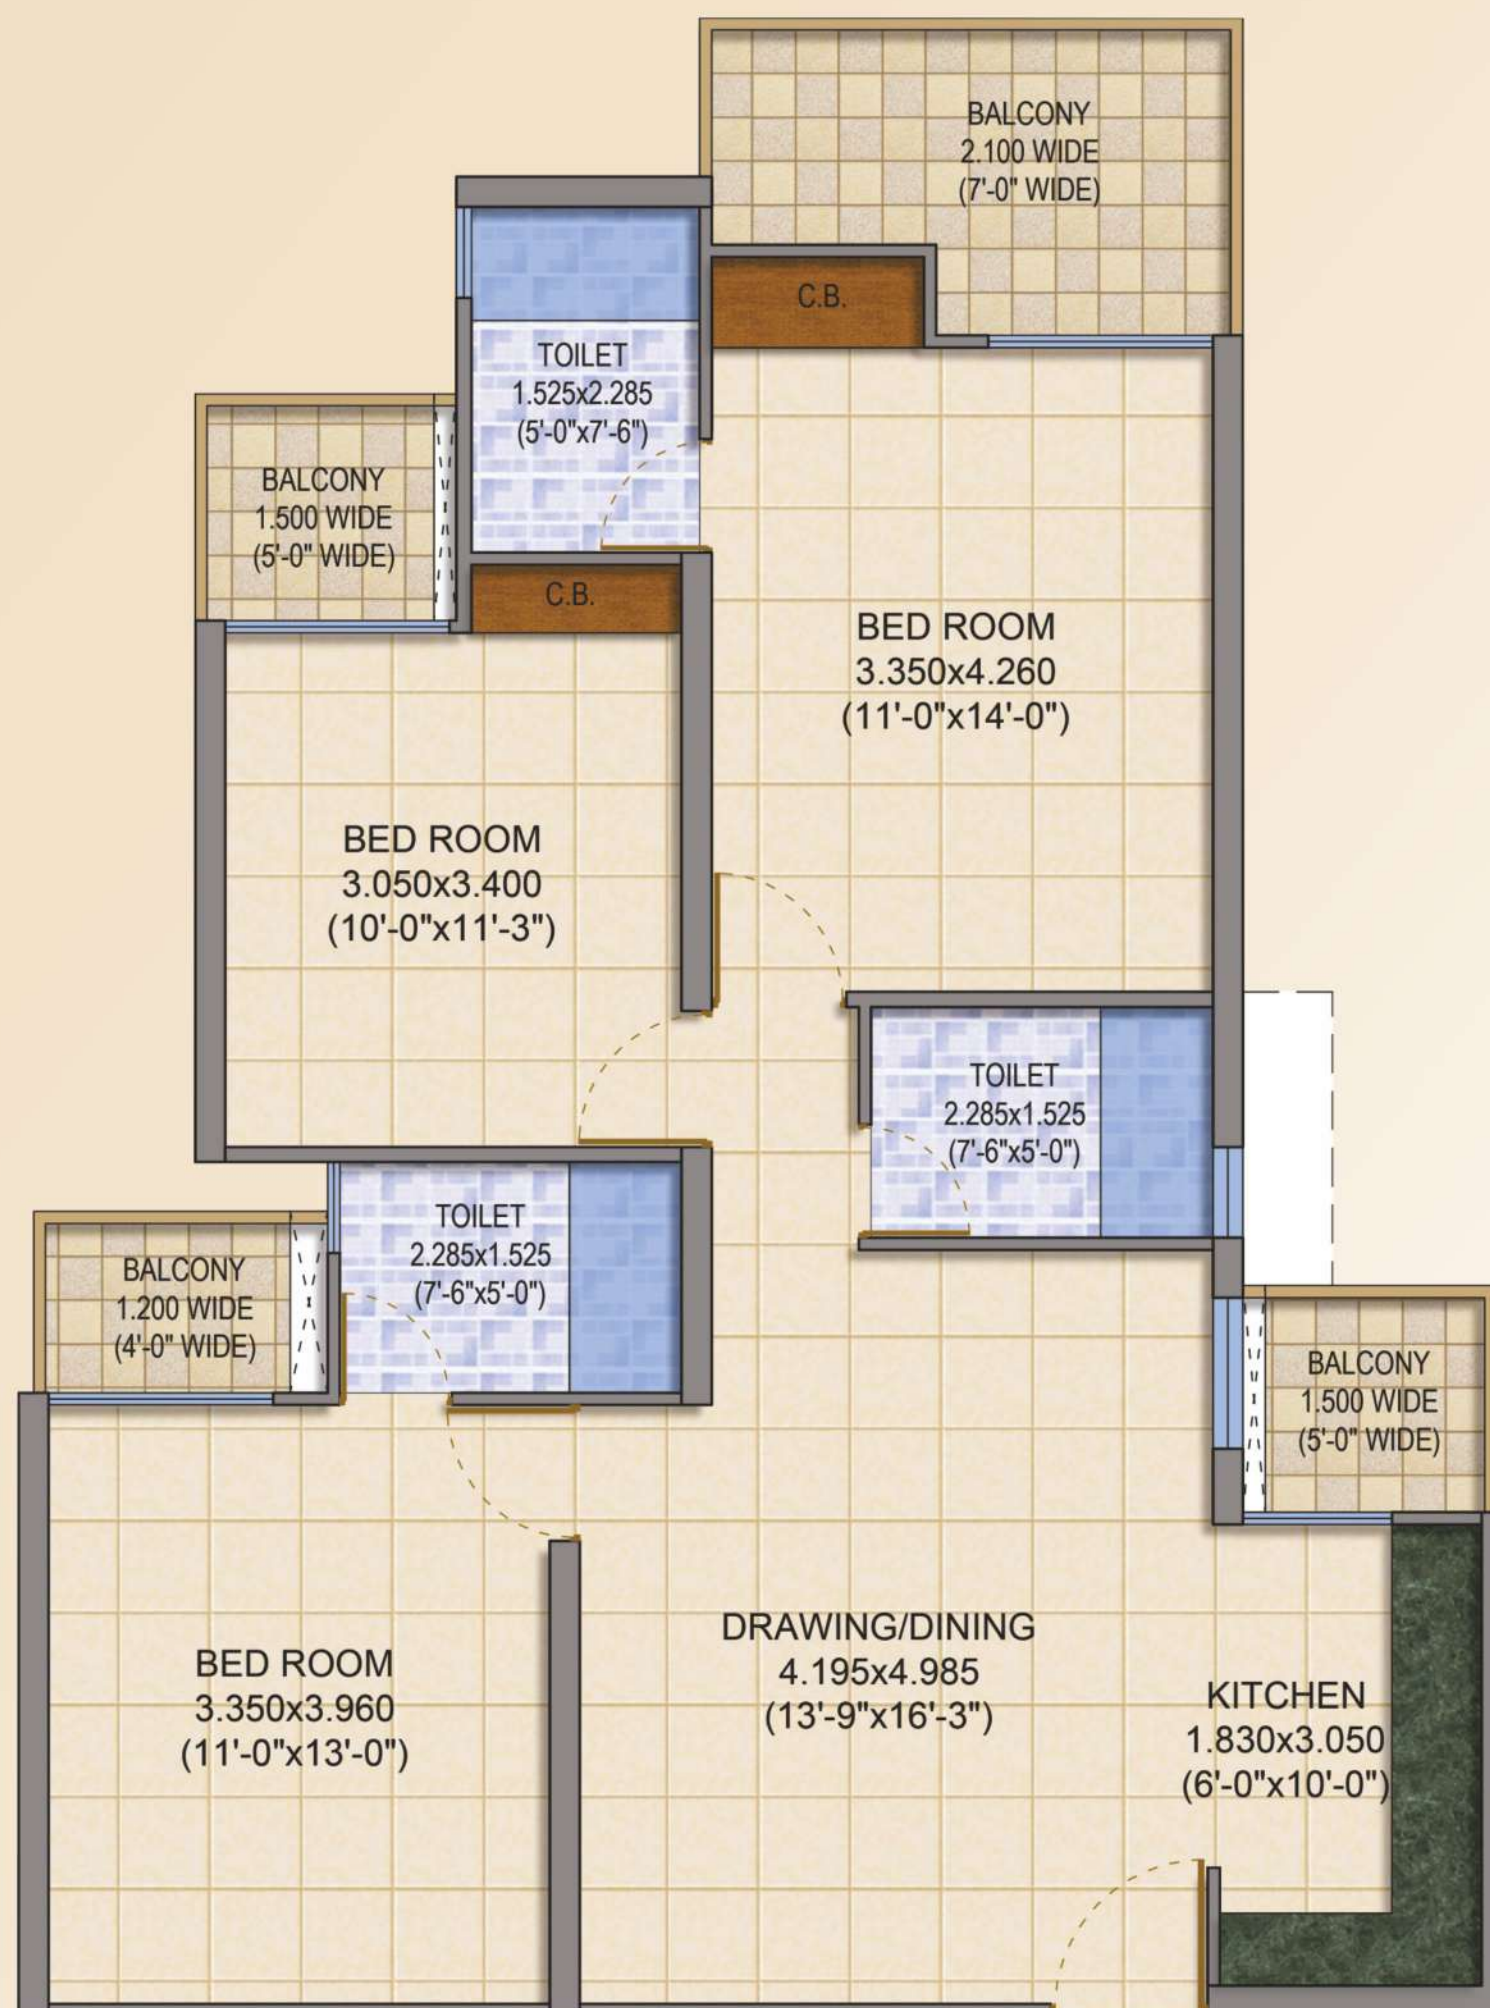 BALCONY
2.100 WIDE
(7'-0" WIDE)
C.B.
TOILET
1.525x2.285
(5'-0"x7'-6")
BALCONY
1.500 WIDE
(5'-0" WIDE)
C.B.
BED ROOM
3.350x4.260
(11'-0"x14'-0")
BED ROOM
3.050x3.400
(10'-0"x11'-3")
TOILET
2.285x1.525
(7'-6"x5'-0")
TOILET
2.285x1.525
(7'-6"x5'-0")
BALCONY
1.200 WIDE
(4'-0" WIDE)
BALCONY
1.500 WIDE
(5'-0" WIDE)
BED ROOM
3.350x3.960
(11'-0"x13'-0")
DRAWING/DINING
4.195x4.985
(13'-9"x16'-3")
KITCHEN
1.830x3.050
(6'-0"x10'-0")